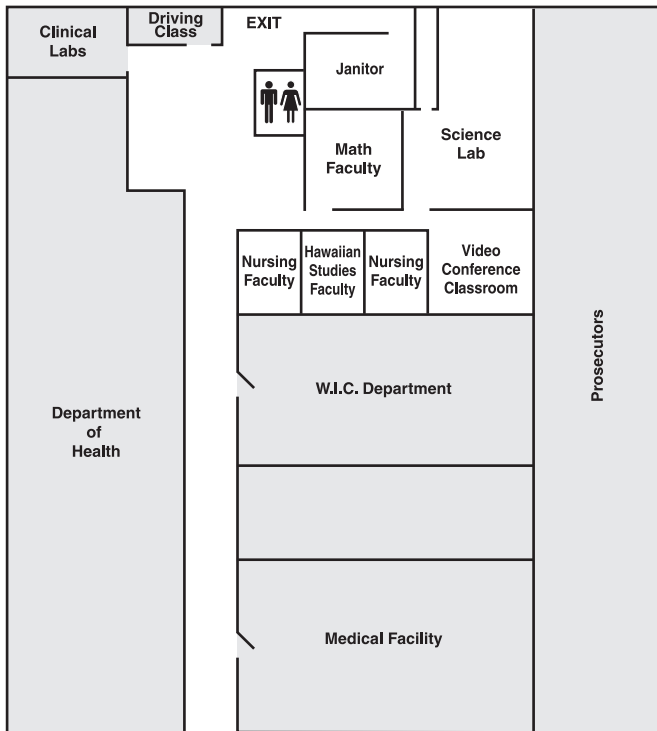 Clinical
Labs
Driving
Class
EXIT
Janitor
Math
Faculty
Science
Lab
Nursing
Faculty
Hawaiian
Studies
Faculty
Nursing
Faculty
Video
Conference
Classroom
W.I.C. Department
Department
of
Health
Prosecutors
Medical Facility